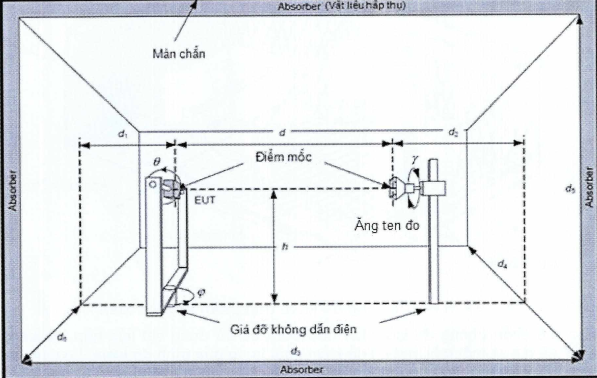 Absorber (Vật liệu hấp thụ)
Màn chắn
d₁
d
d₂
θ
Điểm mốc
γ
EUT
Absorber
d₅
Absorber
Ăng ten đo
h
d₄
φ
d₆
Giá đỡ không dẫn điện
d₃
Absorber